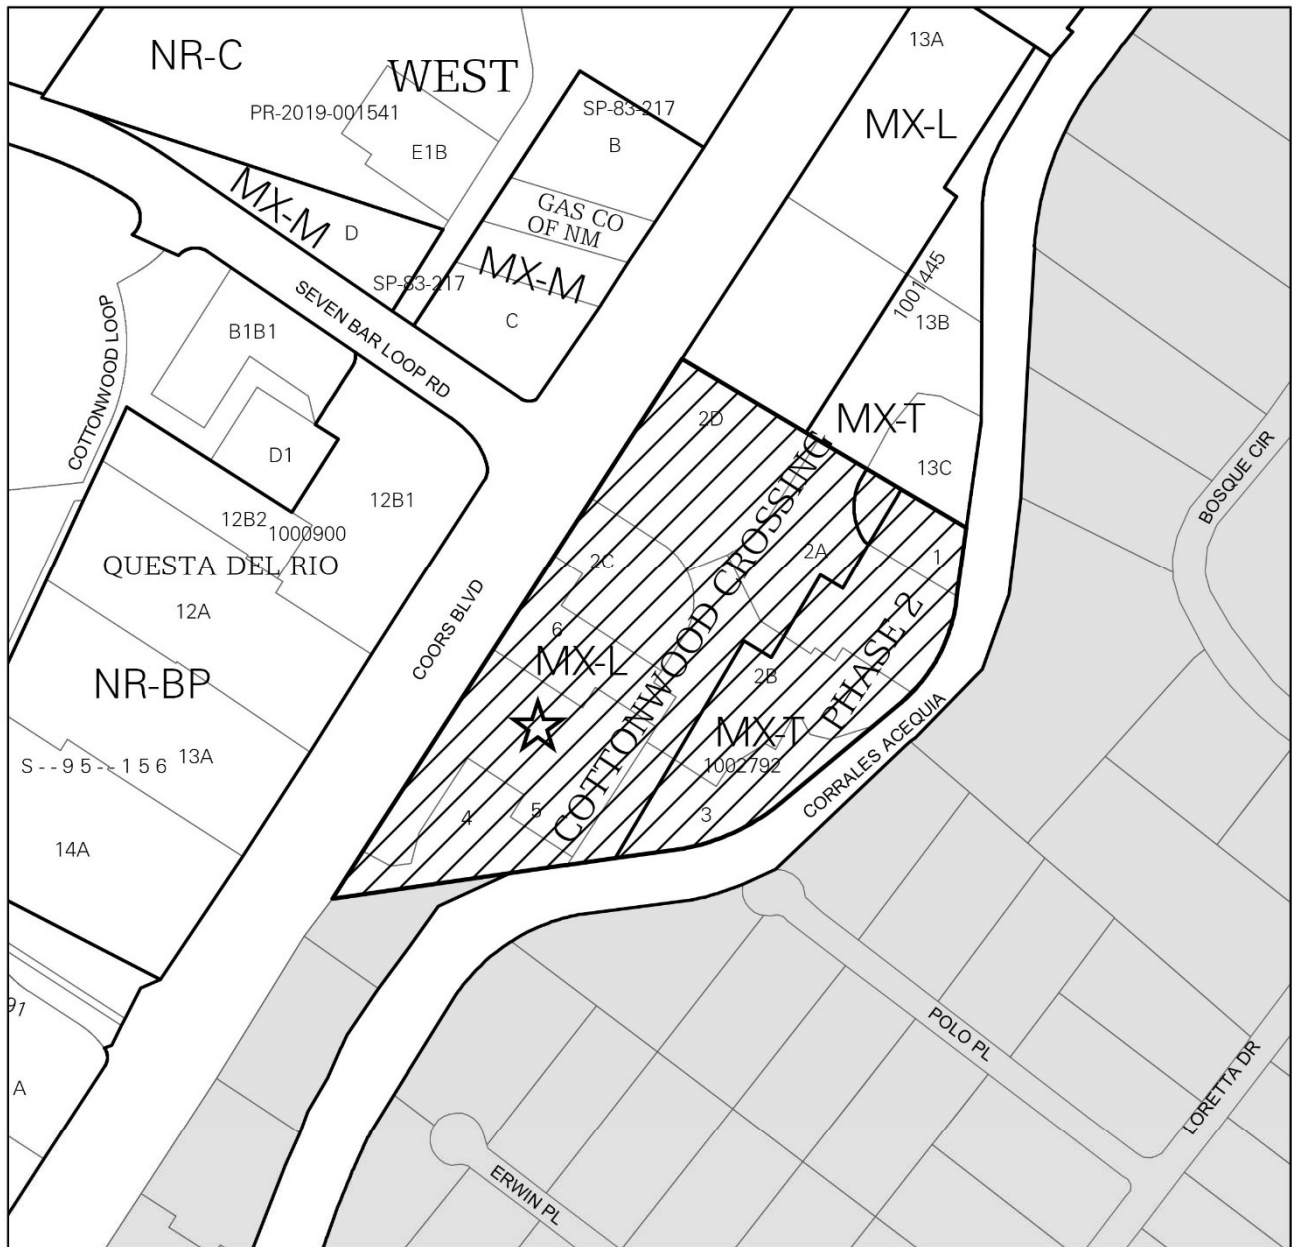 NR-C
WEST
13A
SP-83-217
PR-2019-001541
MX-L
E1B
B
GAS CO
OF NM
MX-M
D
MX-M
SP-83-217
1001445
SEVEN BAR LOOP RD
C
13B
COTTONWOOD LOOP
B1B1
2D
MX-T
D1
13C
BOSQUE CIR
12B1
12B2
1000900
QUESTA DEL RIO
2C
2A
1
12A
COORS BLVD
6
MX-L
COTTONWOOD CROSSING
PHASE 2
2B
NR-BP
MX-T
1002792
CORRALES ACEQUIA
S--95--156
13A
4
5
3
14A
91
POLO PL
LORETTA DR
A
ERWIN PL